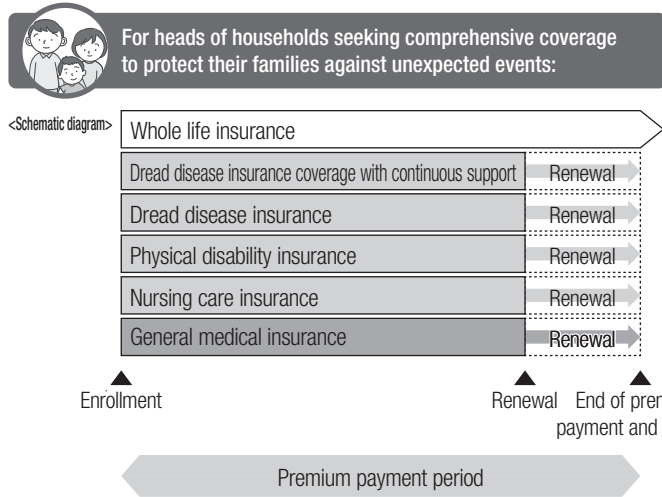 For heads of households seeking comprehensive coverage
to protect their families against unexpected events:
<Schematic diagram>
Whole life insurance
Dread disease insurance coverage with continuous support
Renewal
Dread disease insurance
Renewal
Physical disability insurance
Renewal
Nursing care insurance
Renewal
General medical insurance
Renewal
Enrollment
Renewal
End of
payment and
Premium payment period